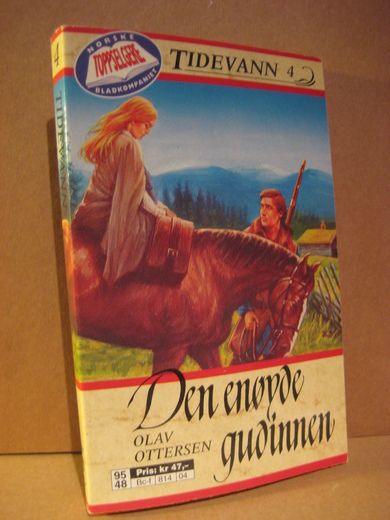 NORSKE
TOPPSELGERE
BLADKOMPANIET
TIDEVANN 4
4
TIDEVANN
Den enøyde
gudinnen
OLAV
OTTERSEN
95
48
Pris: kr 47,-
Bc-f 814 04